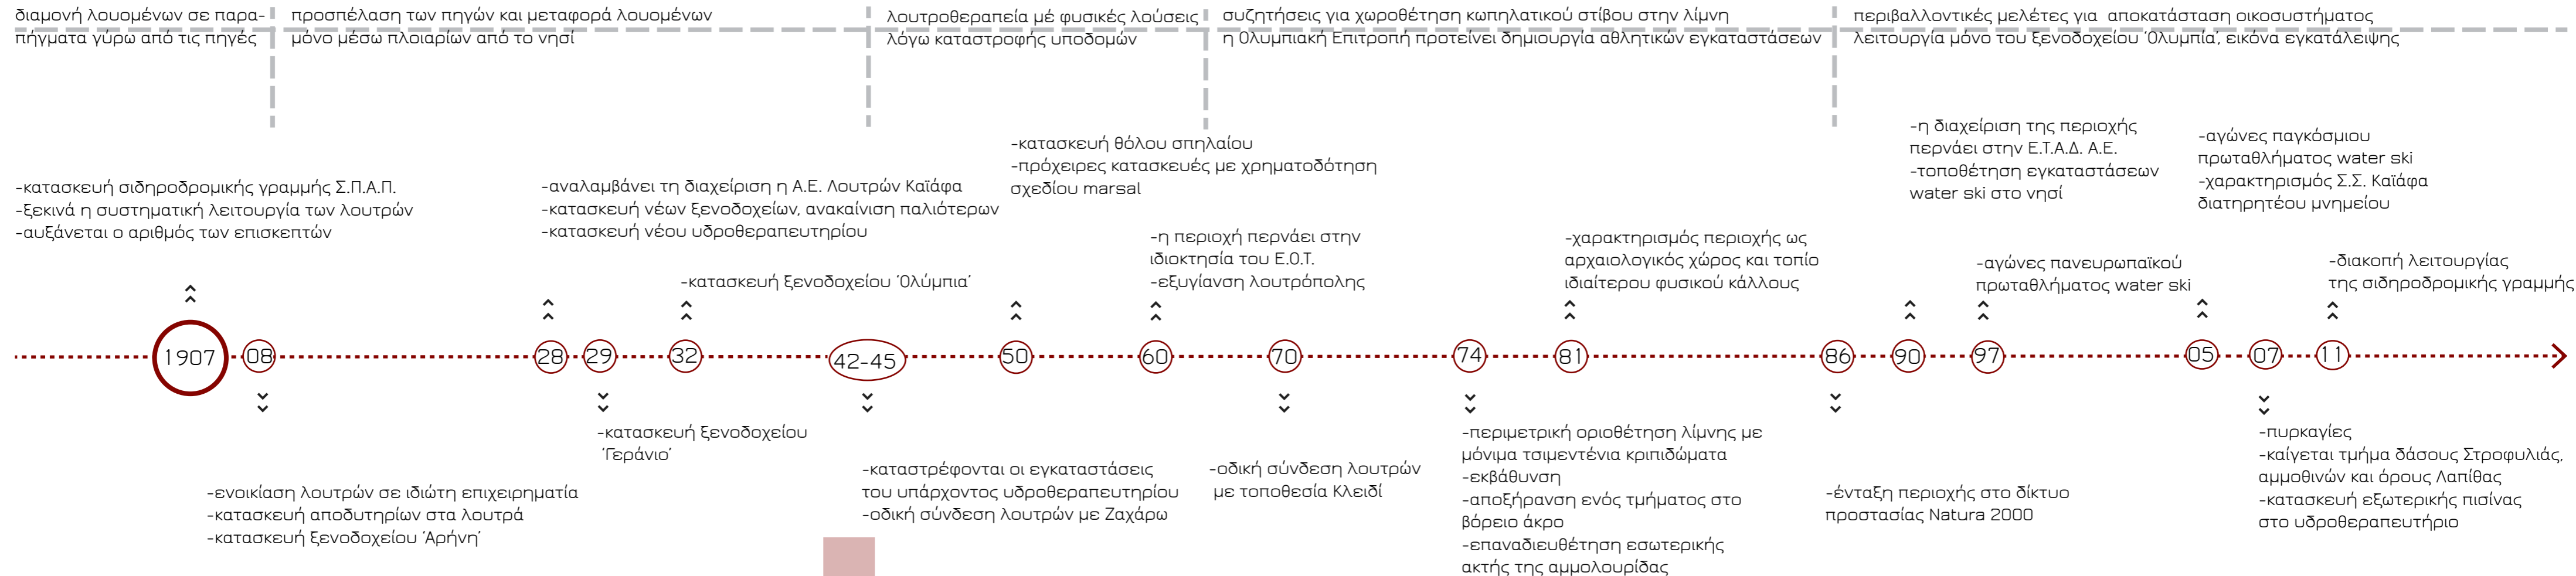 διαμονή λουομένων σε παρα-
πήγματα γύρω από τις πηγές
προσπέλαση των πηγών και μεταφορά λουομένων
μόνο μέσω πλοιαρίων από το νησί
λουτροθεραπεία μέ φυσικές λούσεις
λόγω καταστροφής υποδομών
συζητήσεις για χωροθέτηση κωπηλατικού στίβου στην λίμνη
η Ολυμπιακή Επιτροπή προτείνει δημιουργία αθλητικών εγκαταστάσεων
περιβαλλοντικές μελέτες για αποκατάσταση οικοσυστήματος
λειτουργία μόνο του ξενοδοχείου 'Ολυμπία', εικόνα εγκατάλειψης
-κατασκευή σιδηροδρομικής γραμμής Σ.Π.Α.Π.
-ξεκινά η συστηματική λειτουργία των λουτρών
-αυξάνεται ο αριθμός των επισκεπτών
-αναλαμβάνει τη διαχείριση η Α.Ε. Λουτρών Καϊάφα
-κατασκευή νέων ξενοδοχείων, ανακαίνιση παλιότερων
-κατασκευή νέου υδροθεραπευτηρίου
-κατασκευή ξενοδοχείου 'Ολύμπια'
-κατασκευή θόλου σπηλαίου
-πρόχειρες κατασκευές με χρηματοδότηση
σχεδίου marsal
-η περιοχή περνάει στην
ιδιοκτησία του Ε.Ο.Τ.
-εξυγίανση λουτρόπολης
-χαρακτηρισμός περιοχής ως
αρχαιολογικός χώρος και τοπίο
ιδιαίτερου φυσικού κάλλους
-η διαχείριση της περιοχής
περνάει στην Ε.Τ.Α.Δ. Α.Ε.
-τοποθέτηση εγκαταστάσεων
water ski στο νησί
-αγώνες πανευρωπαϊκού
πρωταθλήματος water ski
-αγώνες παγκόσμιου
πρωταθλήματος water ski
-χαρακτηρισμός Σ.Σ. Καϊάφα
διατηρητέου μνημείου
-διακοπή λειτουργίας
της σιδηροδρομικής γραμμής
1907
08
28
29
32
42-45
50
60
70
74
81
86
90
97
05
07
11
-ενοικίαση λουτρών σε ιδιώτη επιχειρηματία
-κατασκευή αποδυτηρίων στα λουτρά
-κατασκευή ξενοδοχείου 'Αρήνη'
-κατασκευή ξενοδοχείου
'Γεράνιο'
-καταστρέφονται οι εγκαταστάσεις
του υπάρχοντος υδροθεραπευτηρίου
-οδική σύνδεση λουτρών με Ζαχάρω
-οδική σύνδεση λουτρών
με τοποθεσία Κλειδί
-περιμετρική οριοθέτηση λίμνης με
μόνιμα τσιμεντένια κριπιδώματα
-εκβάθυνση
-αποξήρανση ενός τμήματος στο
βόρειο άκρο
-επαναδιευθέτηση εσωτερικής
ακτής της αμμολουρίδας
-ένταξη περιοχής στο δίκτυο
προστασίας Natura 2000
-πυρκαγίες
-καίγεται τμήμα δάσους Στροφυλιάς,
αμμοθινών και όρους Λαπίθας
-κατασκευή εξωτερικής πισίνας
στο υδροθεραπευτήριο